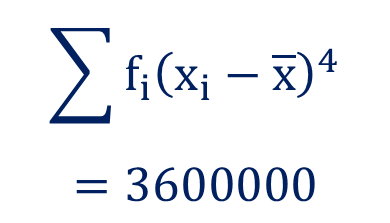 ∑ fᵢ(xᵢ − x̅)⁴
= 3600000